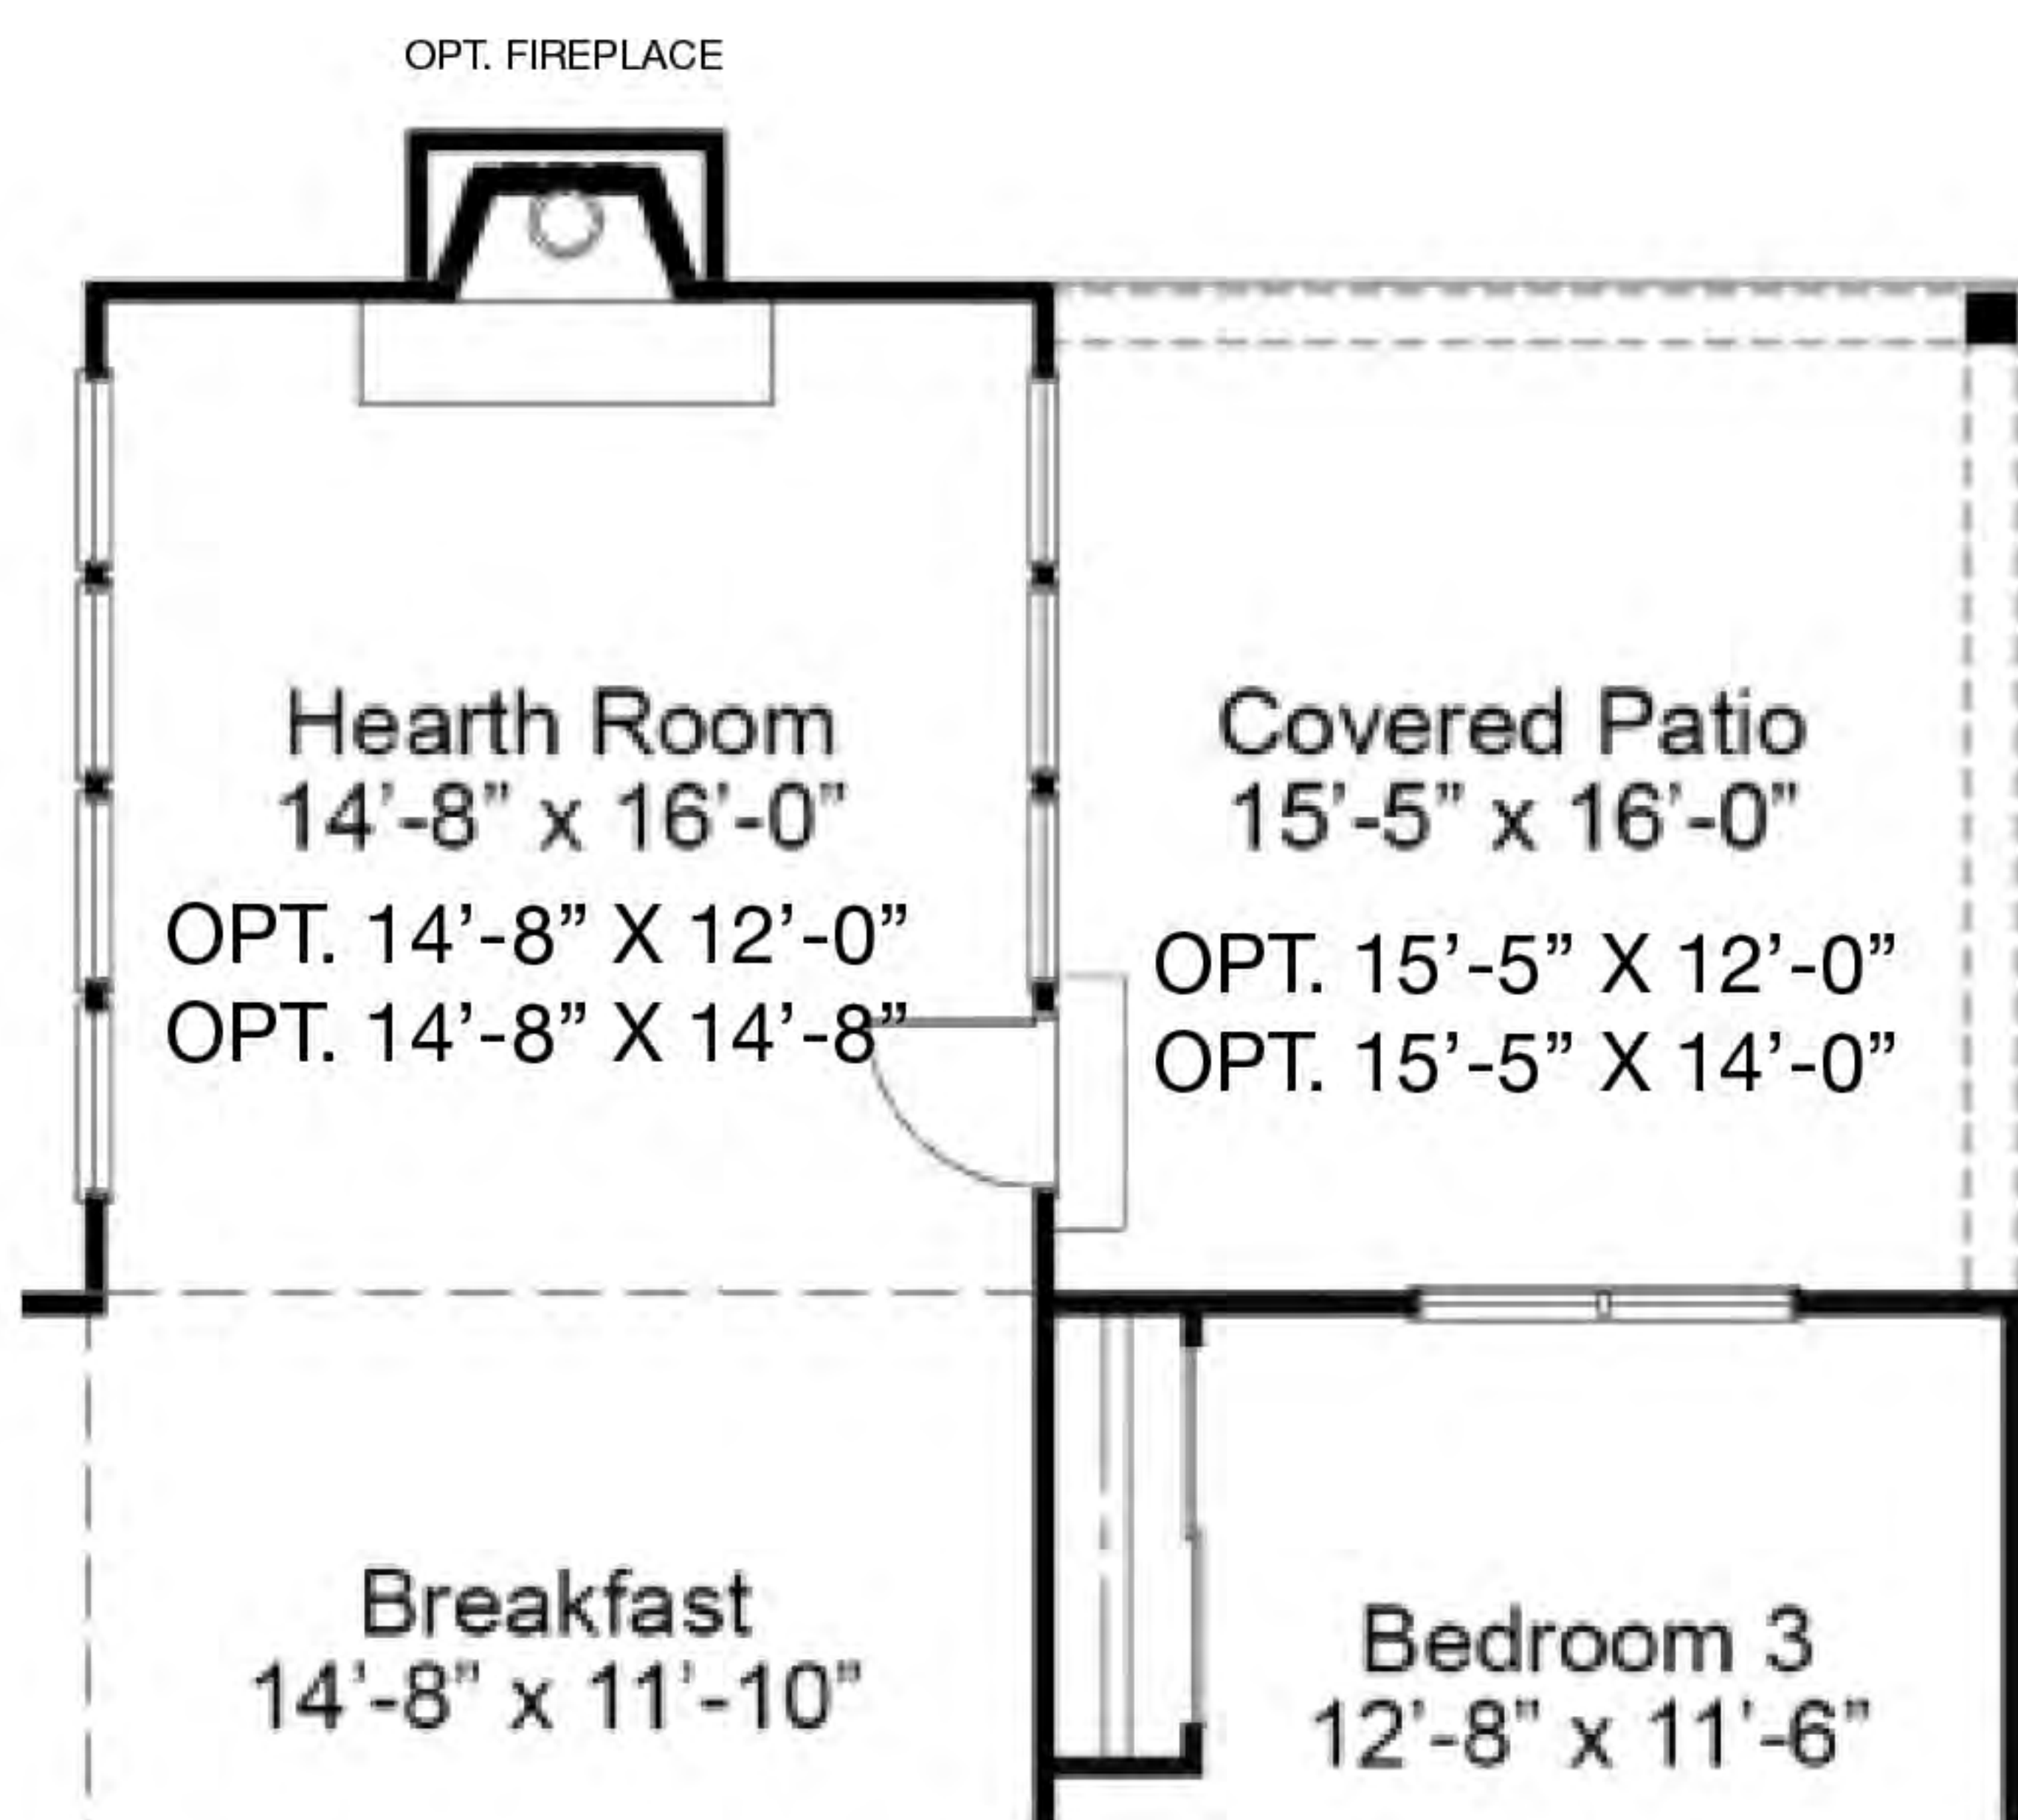 OPT. FIREPLACE
Hearth Room
14'-8” x 16'-0”
OPT. 14’-8” X 12’-0”
OPT. 14’-8” X 14’-8”
Covered Patio
15'-5” x 16'-0”
OPT. 15’-5” X 12’-0”
OPT. 15’-5” X 14’-0”
Breakfast
14'-8” x 11'-10”
Bedroom 3
12'-8” x 11'-6”